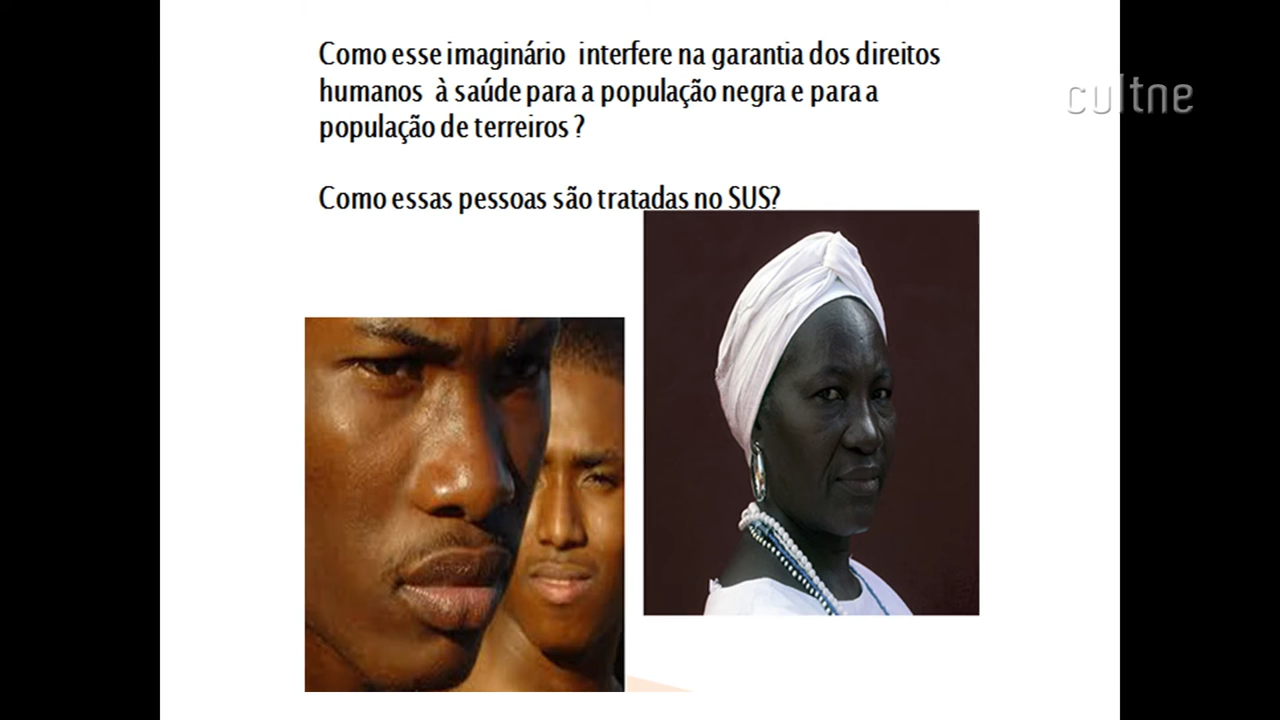 Como esse imaginário interfere na garantia dos direitos
humanos à saúde para a população negra e para a
população de terreiros ?
Como essas pessoas são tratadas no SUS?
cultne